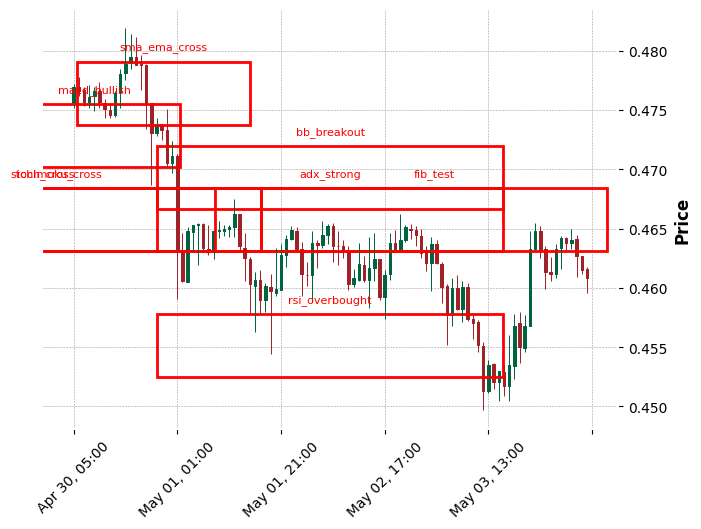 sma_ema_cross
0.480
macd_bullish
0.475
bb_breakout
0.470
adx_strong
fib_test
0.465
Price
0.460
rsi_overbought
0.455
0.450
Apr 30, 05:00
May 01, 01:00
May 01, 21:00
May 02, 17:00
May 03, 13:00